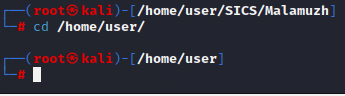 ┌──(root㉿kali)-[/home/user/SICS/Malamuzh]
└─# cd /home/user/
┌──(root㉿kali)-[/home/user]
└─#